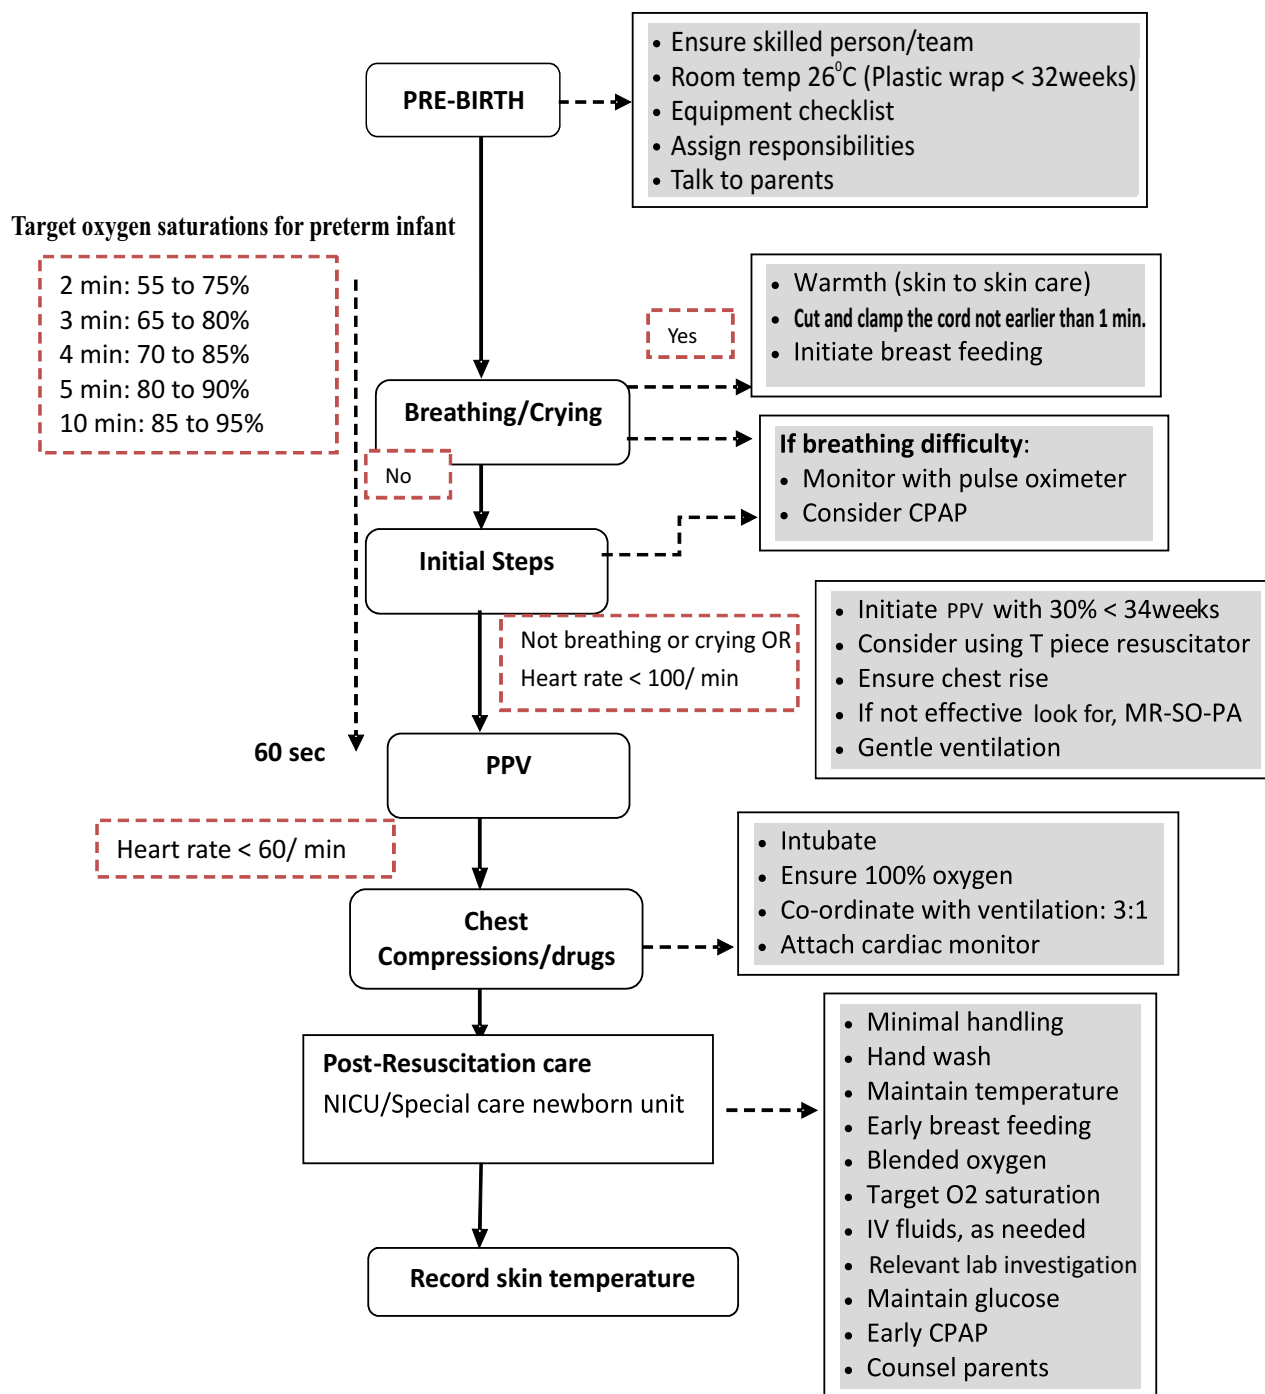 PRE-BIRTH
• Ensure skilled person/team
• Room temp 26⁰C (Plastic wrap < 32weeks)
• Equipment checklist
• Assign responsibilities
• Talk to parents
Target oxygen saturations for preterm infant
2 min: 55 to 75%
3 min: 65 to 80%
4 min: 70 to 85%
5 min: 80 to 90%
10 min: 85 to 95%
Yes
• Warmth (skin to skin care)
• Cut and clamp the cord not earlier than 1 min.
• Initiate breast feeding
Breathing/Crying
If breathing difficulty:
• Monitor with pulse oximeter
• Consider CPAP
No
Initial Steps
Not breathing or crying OR
Heart rate < 100/ min
• Initiate PPV with 30% < 34weeks
• Consider using T piece resuscitator
• Ensure chest rise
• If not effective look for, MR-SO-PA
• Gentle ventilation
60 sec
PPV
Heart rate < 60/ min
• Intubate
• Ensure 100% oxygen
• Co-ordinate with ventilation: 3:1
• Attach cardiac monitor
Chest
Compressions/drugs
Post-Resuscitation care
NICU/Special care newborn unit
• Minimal handling
• Hand wash
• Maintain temperature
• Early breast feeding
• Blended oxygen
• Target O2 saturation
• IV fluids, as needed
• Relevant lab investigation
• Maintain glucose
• Early CPAP
• Counsel parents
Record skin temperature